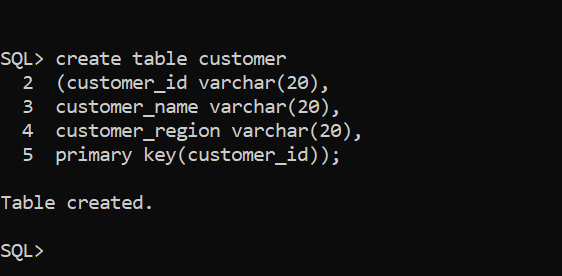 SQL> create table customer
  2  (customer_id varchar(20),
  3  customer_name varchar(20),
  4  customer_region varchar(20),
  5  primary key(customer_id));
Table created.
SQL>